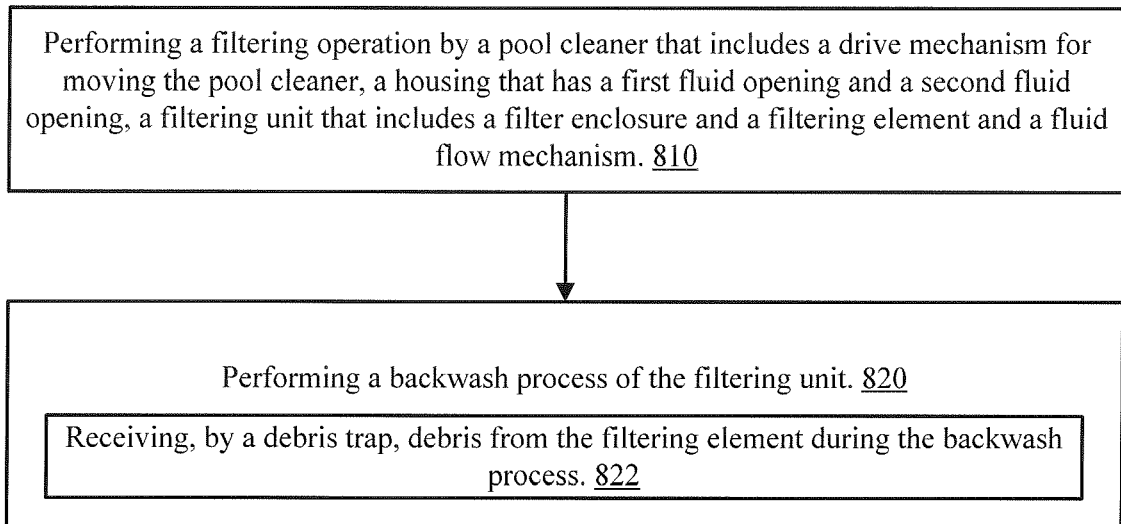 Performing a filtering operation by a pool cleaner that includes a drive mechanism for
moving the pool cleaner, a housing that has a first fluid opening and a second fluid
opening, a filtering unit that includes a filter enclosure and a filtering element and a fluid
flow mechanism. 810
Performing a backwash process of the filtering unit. 820
Receiving, by a debris trap, debris from the filtering element during the backwash
process. 822